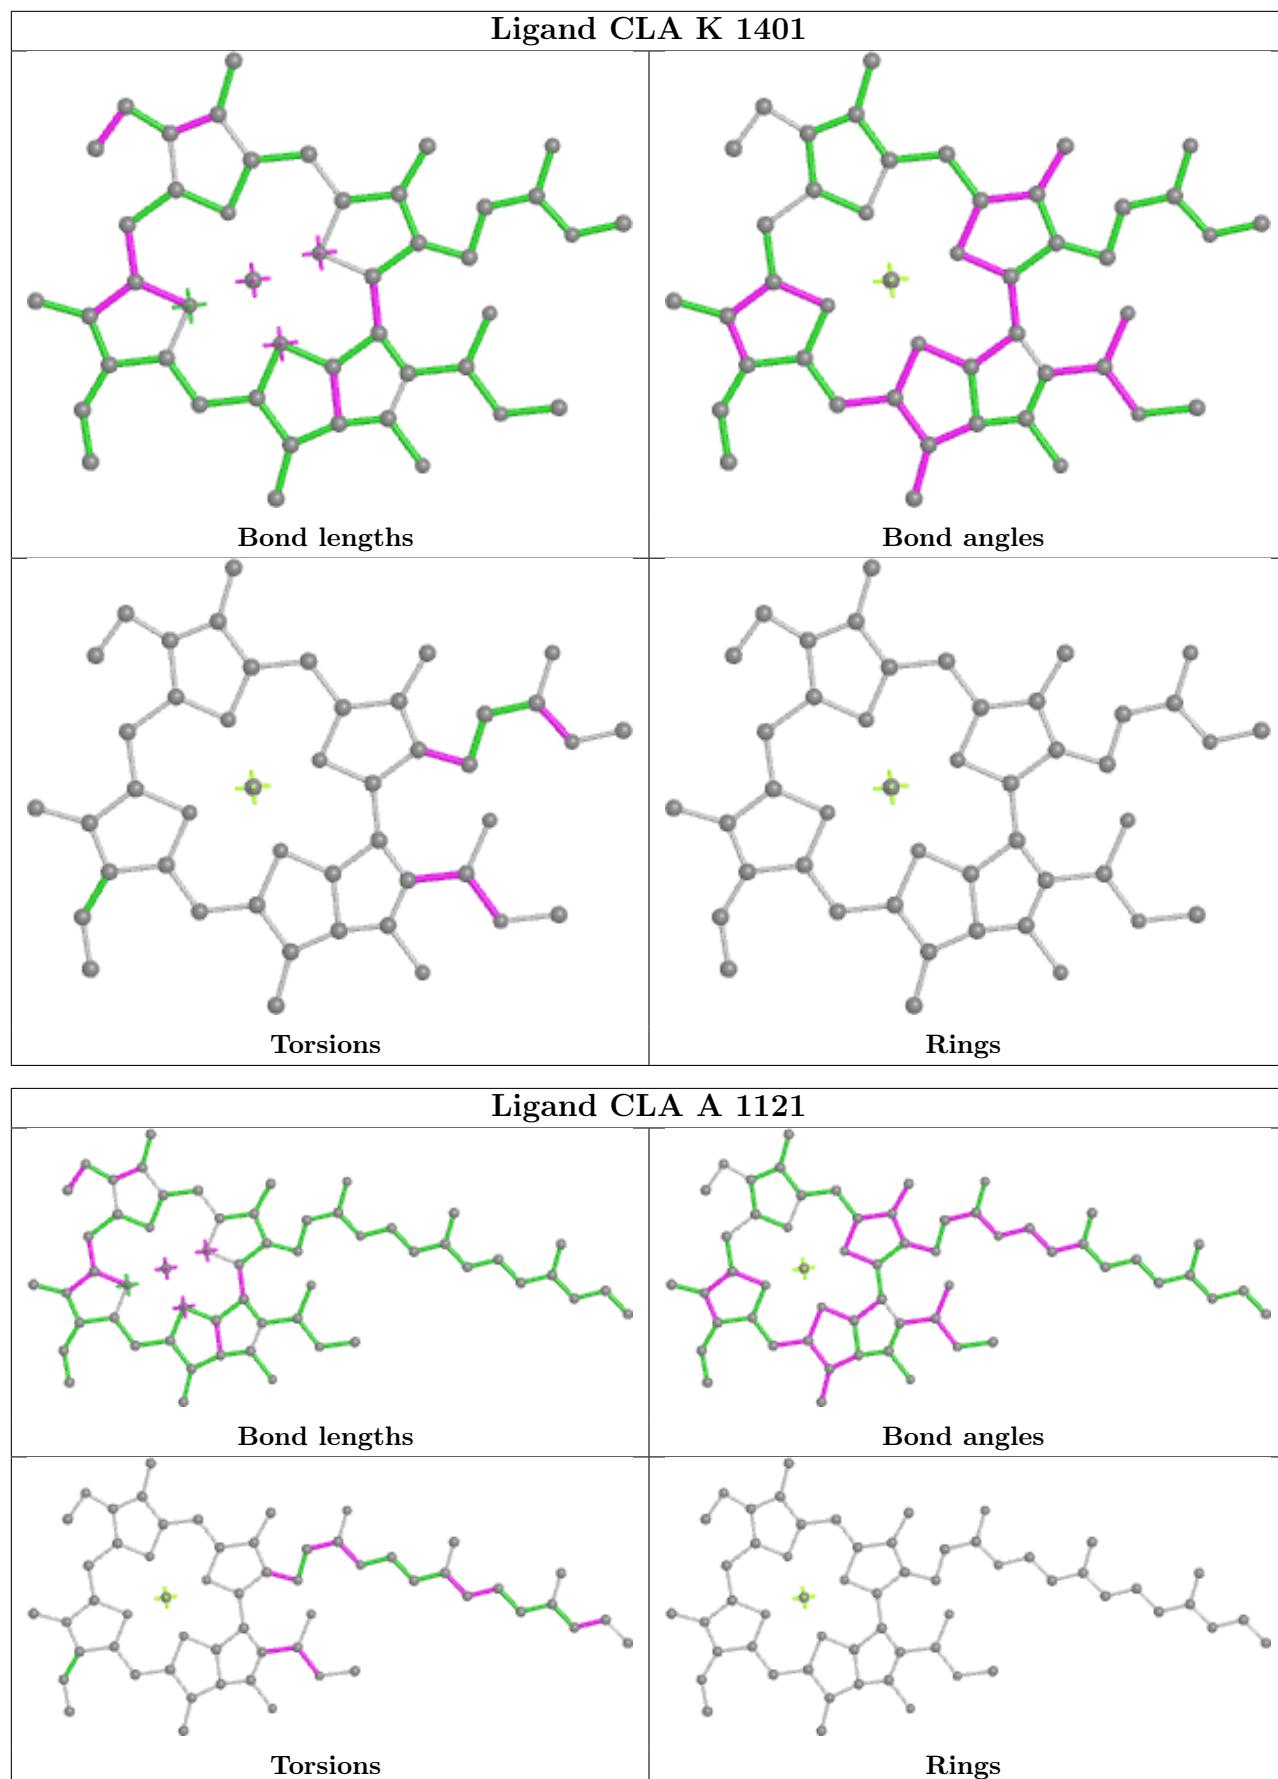 Ligand CLA K 1401
Bond lengths
Bond angles
Torsions
Rings
Ligand CLA A 1121
Bond lengths
Bond angles
Torsions
Rings